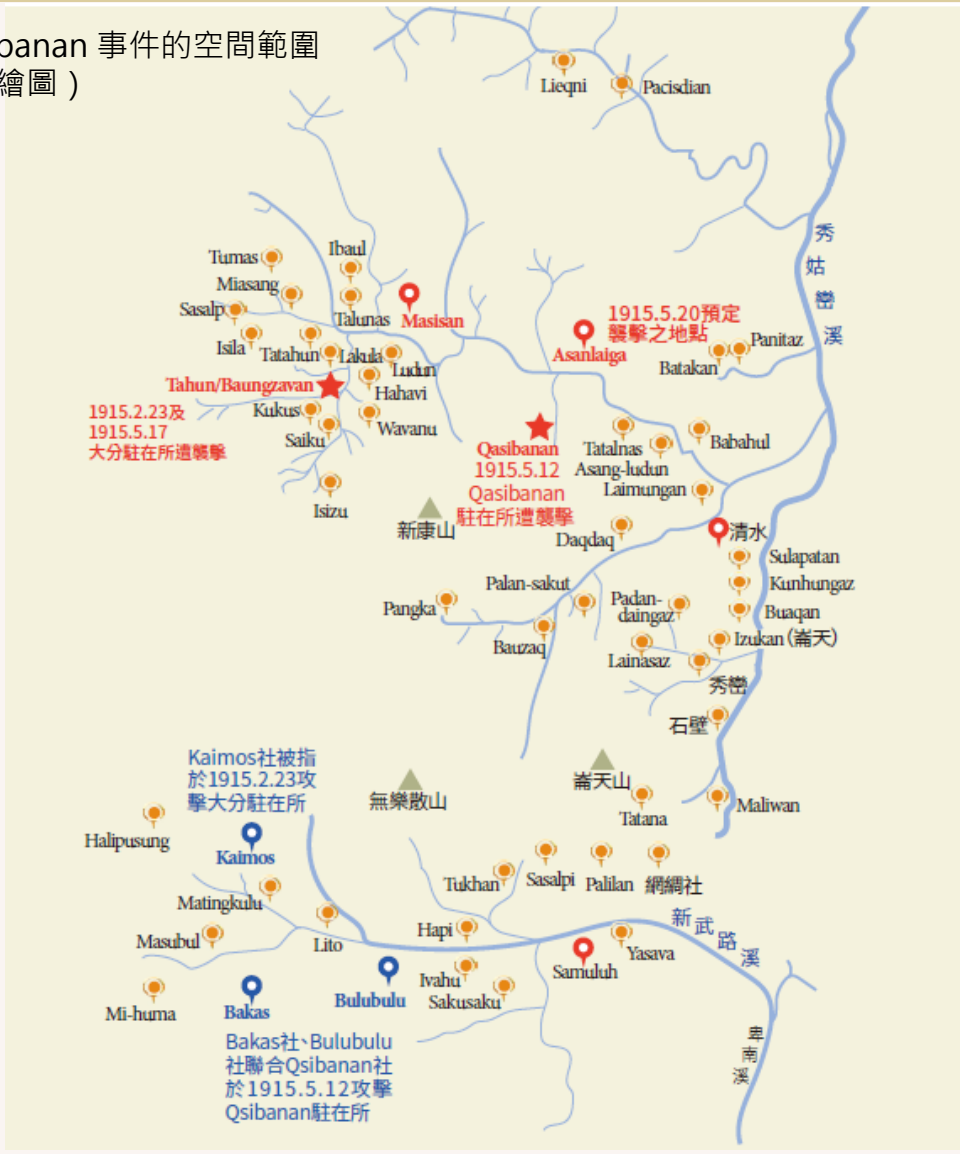 banan 事件的空間範圍
繪圖 )
Lieqni
Pacisdian
秀
姑
巒
溪
Tumas
Ibaul
Miasang
Sasalp
Talunas
Masisan
Isila
Tatahun
Lakula
Ludun
Tahun/Baungzavan
Hahavi
Kukus
Wavanu
Saiku
Isizu
1915.2.23及
1915.5.17
大分駐在所遭襲擊
1915.5.20預定
襲擊之地點
Asanlaiga
Panitaz
Batakan
Qasibanan
1915.5.12
Qasibanan
駐在所遭襲擊
Tatalnas
Babahul
Asang-ludun
Laimungan
新康山
Daqdaq
清水
Sulapatan
Palan-sakut
Kunhungaz
Pangka
Padan-
daingaz
Buaqan
Bauzaq
Izukan (崙天)
Lainasaz
秀巒
石壁
Kaimos社被指
於1915.2.23攻
擊大分駐在所
無樂散山
崙天山
Tatana
Maliwan
Halipusung
Kaimos
Tukhan
Sasalpi
Palilan
網綢社
Matingkulu
Masubul
Lito
Hapi
新
武
路
溪
Yasava
Samuluh
Ivahu
Sakusaku
Bulubulu
Mi-huma
Bakas
Bakas社、Bulubulu
社聯合Qsibanan社
於1915.5.12攻擊
Qsibanan駐在所
卑
南
溪